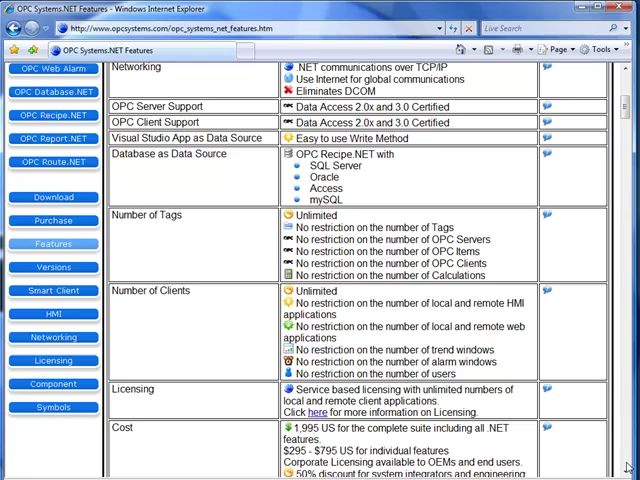 OPC Systems.NET Features - Windows Internet Explorer
http://www.opcsystems.com/opc_systems_net_features.htm
Live Search
OPC Systems.NET Features
Page
Tools
OPC Web Alarm
OPC Database.NET
OPC Recipe.NET
OPC Report.NET
OPC Route.NET
Download
Purchase
Features
Versions
Smart Client
HMI
Networking
Licensing
Component
Symbols
Networking
.NET communications over TCP/IP
Use Internet for global communications
Eliminates DCOM
OPC Server Support
OPC Data Access 2.0x and 3.0 Certified
OPC Client Support
OPC Data Access 2.0x and 3.0 Certified
Visual Studio App as Data Source
Easy to use Write Method
Database as Data Source
OPC Recipe.NET with
SQL Server
Oracle
Access
mySQL
Number of Tags
Unlimited
No restriction on the number of Tags
OPC No restriction on the number of OPC Servers
OPC No restriction on the number of OPC Items
OPC No restriction on the number of OPC Clients
No restriction on the number of Calculations
Number of Clients
Unlimited
No restriction on the number of local and remote HMI
applications
No restriction on the number of local and remote web
applications
No restriction on the number of trend windows
No restriction on the number of alarm windows
No restriction on the number of users
Licensing
Service based licensing with unlimited numbers of
local and remote client applications.
Click here for more information on Licensing.
Cost
1,995 US for the complete suite including all .NET
features.
$295 - $795 US for individual features
Corporate Licensing available to OEMs and end users.
50% discount for system integrators and engineering